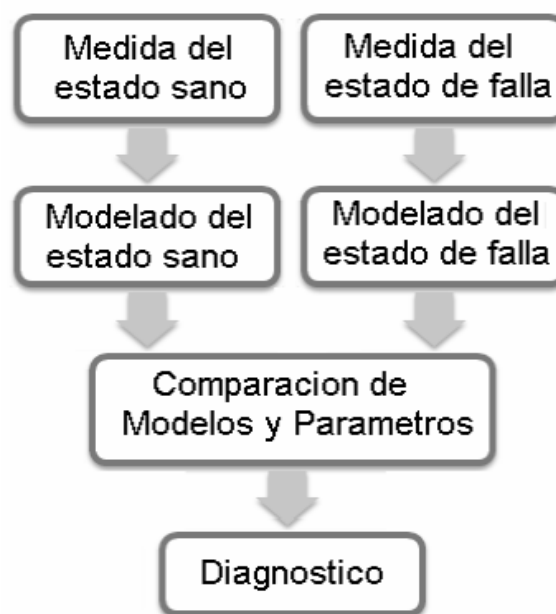 Medida del
estado sano
Medida del
estado de falla
Modelado del
estado sano
Modelado del
estado de falla
Comparacion de
Modelos y Parametros
Diagnostico